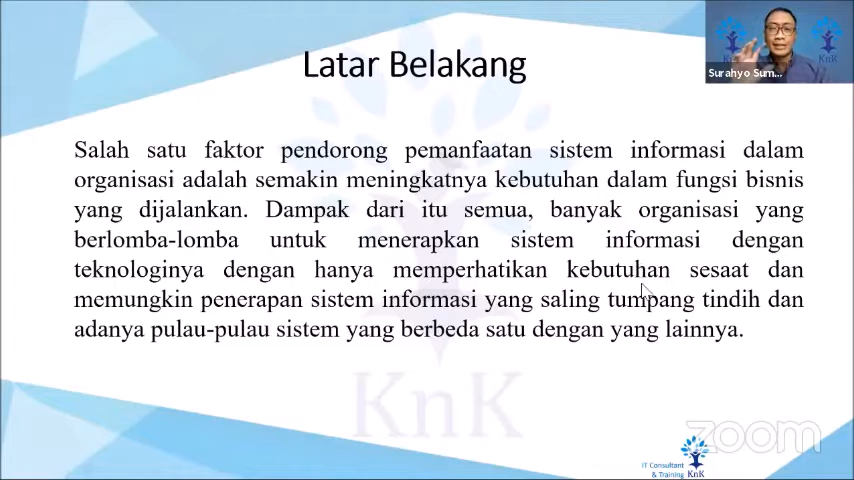 Latar Belakang
KnK
KnK
Surahyo Sum...
Salah satu faktor pendorong pemanfaatan sistem informasi dalam
organisasi adalah semakin meningkatnya kebutuhan dalam fungsi bisnis
yang dijalankan. Dampak dari itu semua, banyak organisasi yang
berlomba-lomba untuk menerapkan sistem informasi dengan
teknologinya dengan hanya memperhatikan kebutuhan sesaat dan
memungkin penerapan sistem informasi yang saling tumpang tindih dan
adanya pulau-pulau sistem yang berbeda satu dengan yang lainnya.
KnK
zoom
IT Consultant
& Training KnK